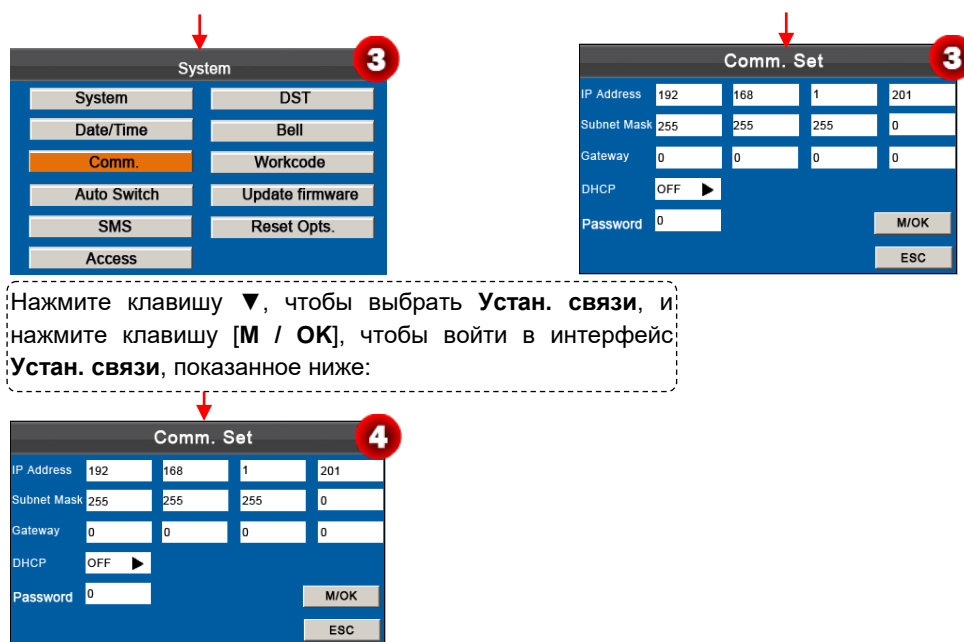 System
3
System DST
Date/Time Bell
Comm. Workcode
Auto Switch Update firmware
SMS Reset Opts.
Access
Comm. Set
3
IP Address 192 168 1 201
Subnet Mask 255 255 255 0
Gateway 0 0 0 0
DHCP OFF ▶
Password 0 M/OK
ESC
Нажмите клавишу ▼, чтобы выбрать Устан. связи, и
нажмите клавишу [M / OK], чтобы войти в интерфейс
Устан. связи, показанное ниже:
Comm. Set
4
IP Address 192 168 1 201
Subnet Mask 255 255 255 0
Gateway 0 0 0 0
DHCP OFF ▶
Password 0 M/OK
ESC